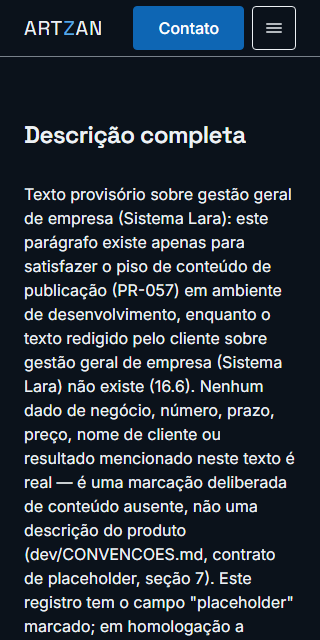 ARTZAN
Contato
Descrição completa
Texto provisório sobre gestão geral
de empresa (Sistema Lara): este
parágrafo existe apenas para
satisfazer o piso de conteúdo de
publicação (PR-057) em ambiente
de desenvolvimento, enquanto o
texto redigido pelo cliente sobre
gestão geral de empresa (Sistema
Lara) não existe (16.6). Nenhum
dado de negócio, número, prazo,
preço, nome de cliente ou
resultado mencionado neste texto é
real — é uma marcação deliberada
de conteúdo ausente, não uma
descrição do produto
(dev/CONVENCOES.md, contrato
de placeholder, seção 7). Este
registro tem o campo "placeholder"
marcado; em homologação a